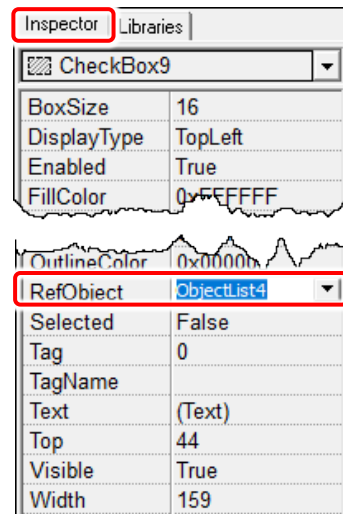 Inspector Libraries
CheckBox9
BoxSize 16
DisplayType TopLeft
Enabled True
FillColor 0xFFFFFF
OutlineColor 0x00000
RefObject ObjectList4
Selected False
Tag 0
TagName
Text (Text)
Top 44
Visible True
Width 159